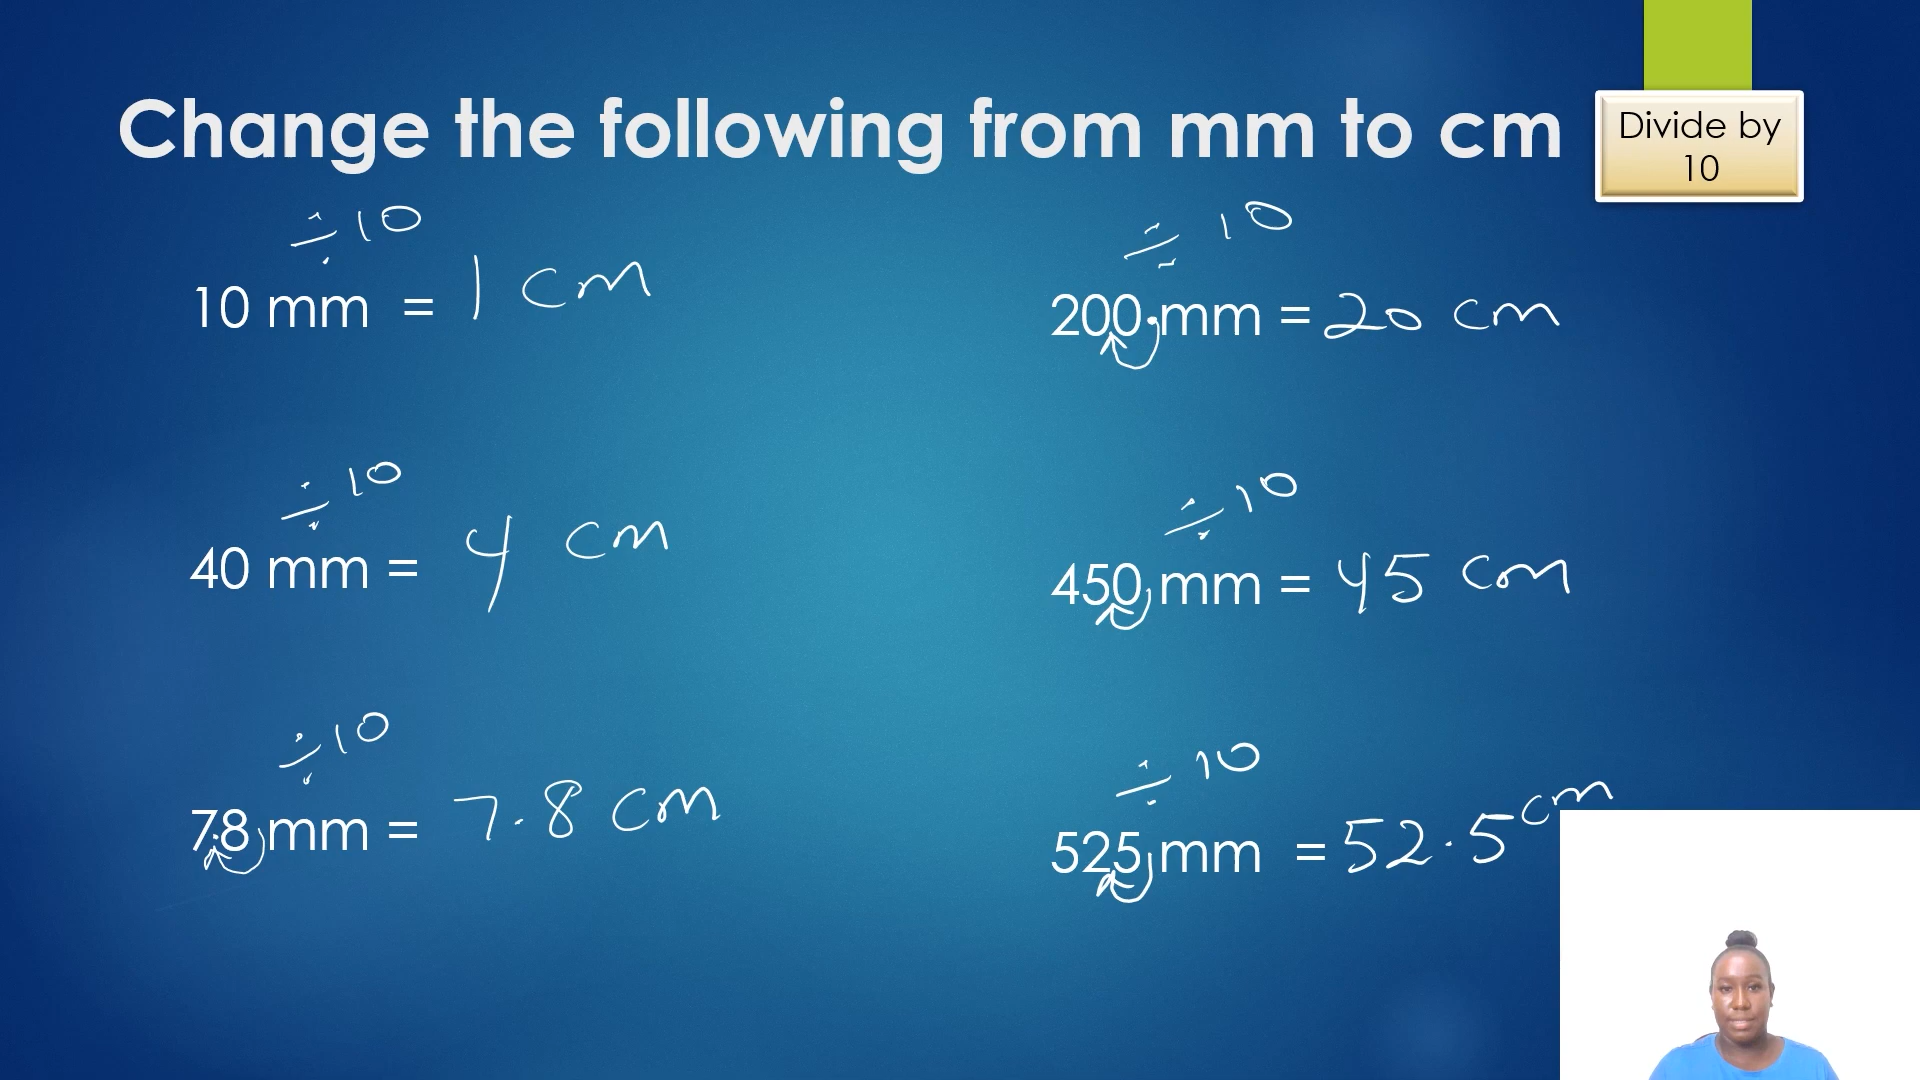 Change the following from mm to cm
Divide by
10
÷ 10
10 mm = 1 cm
÷ 10
40 mm = 4 cm
÷ 10
7.8 mm = 7.8 cm
÷ 10
200. mm = 20 cm
÷ 10
450 mm = 45 cm
÷ 10
525 mm = 52.5 cm